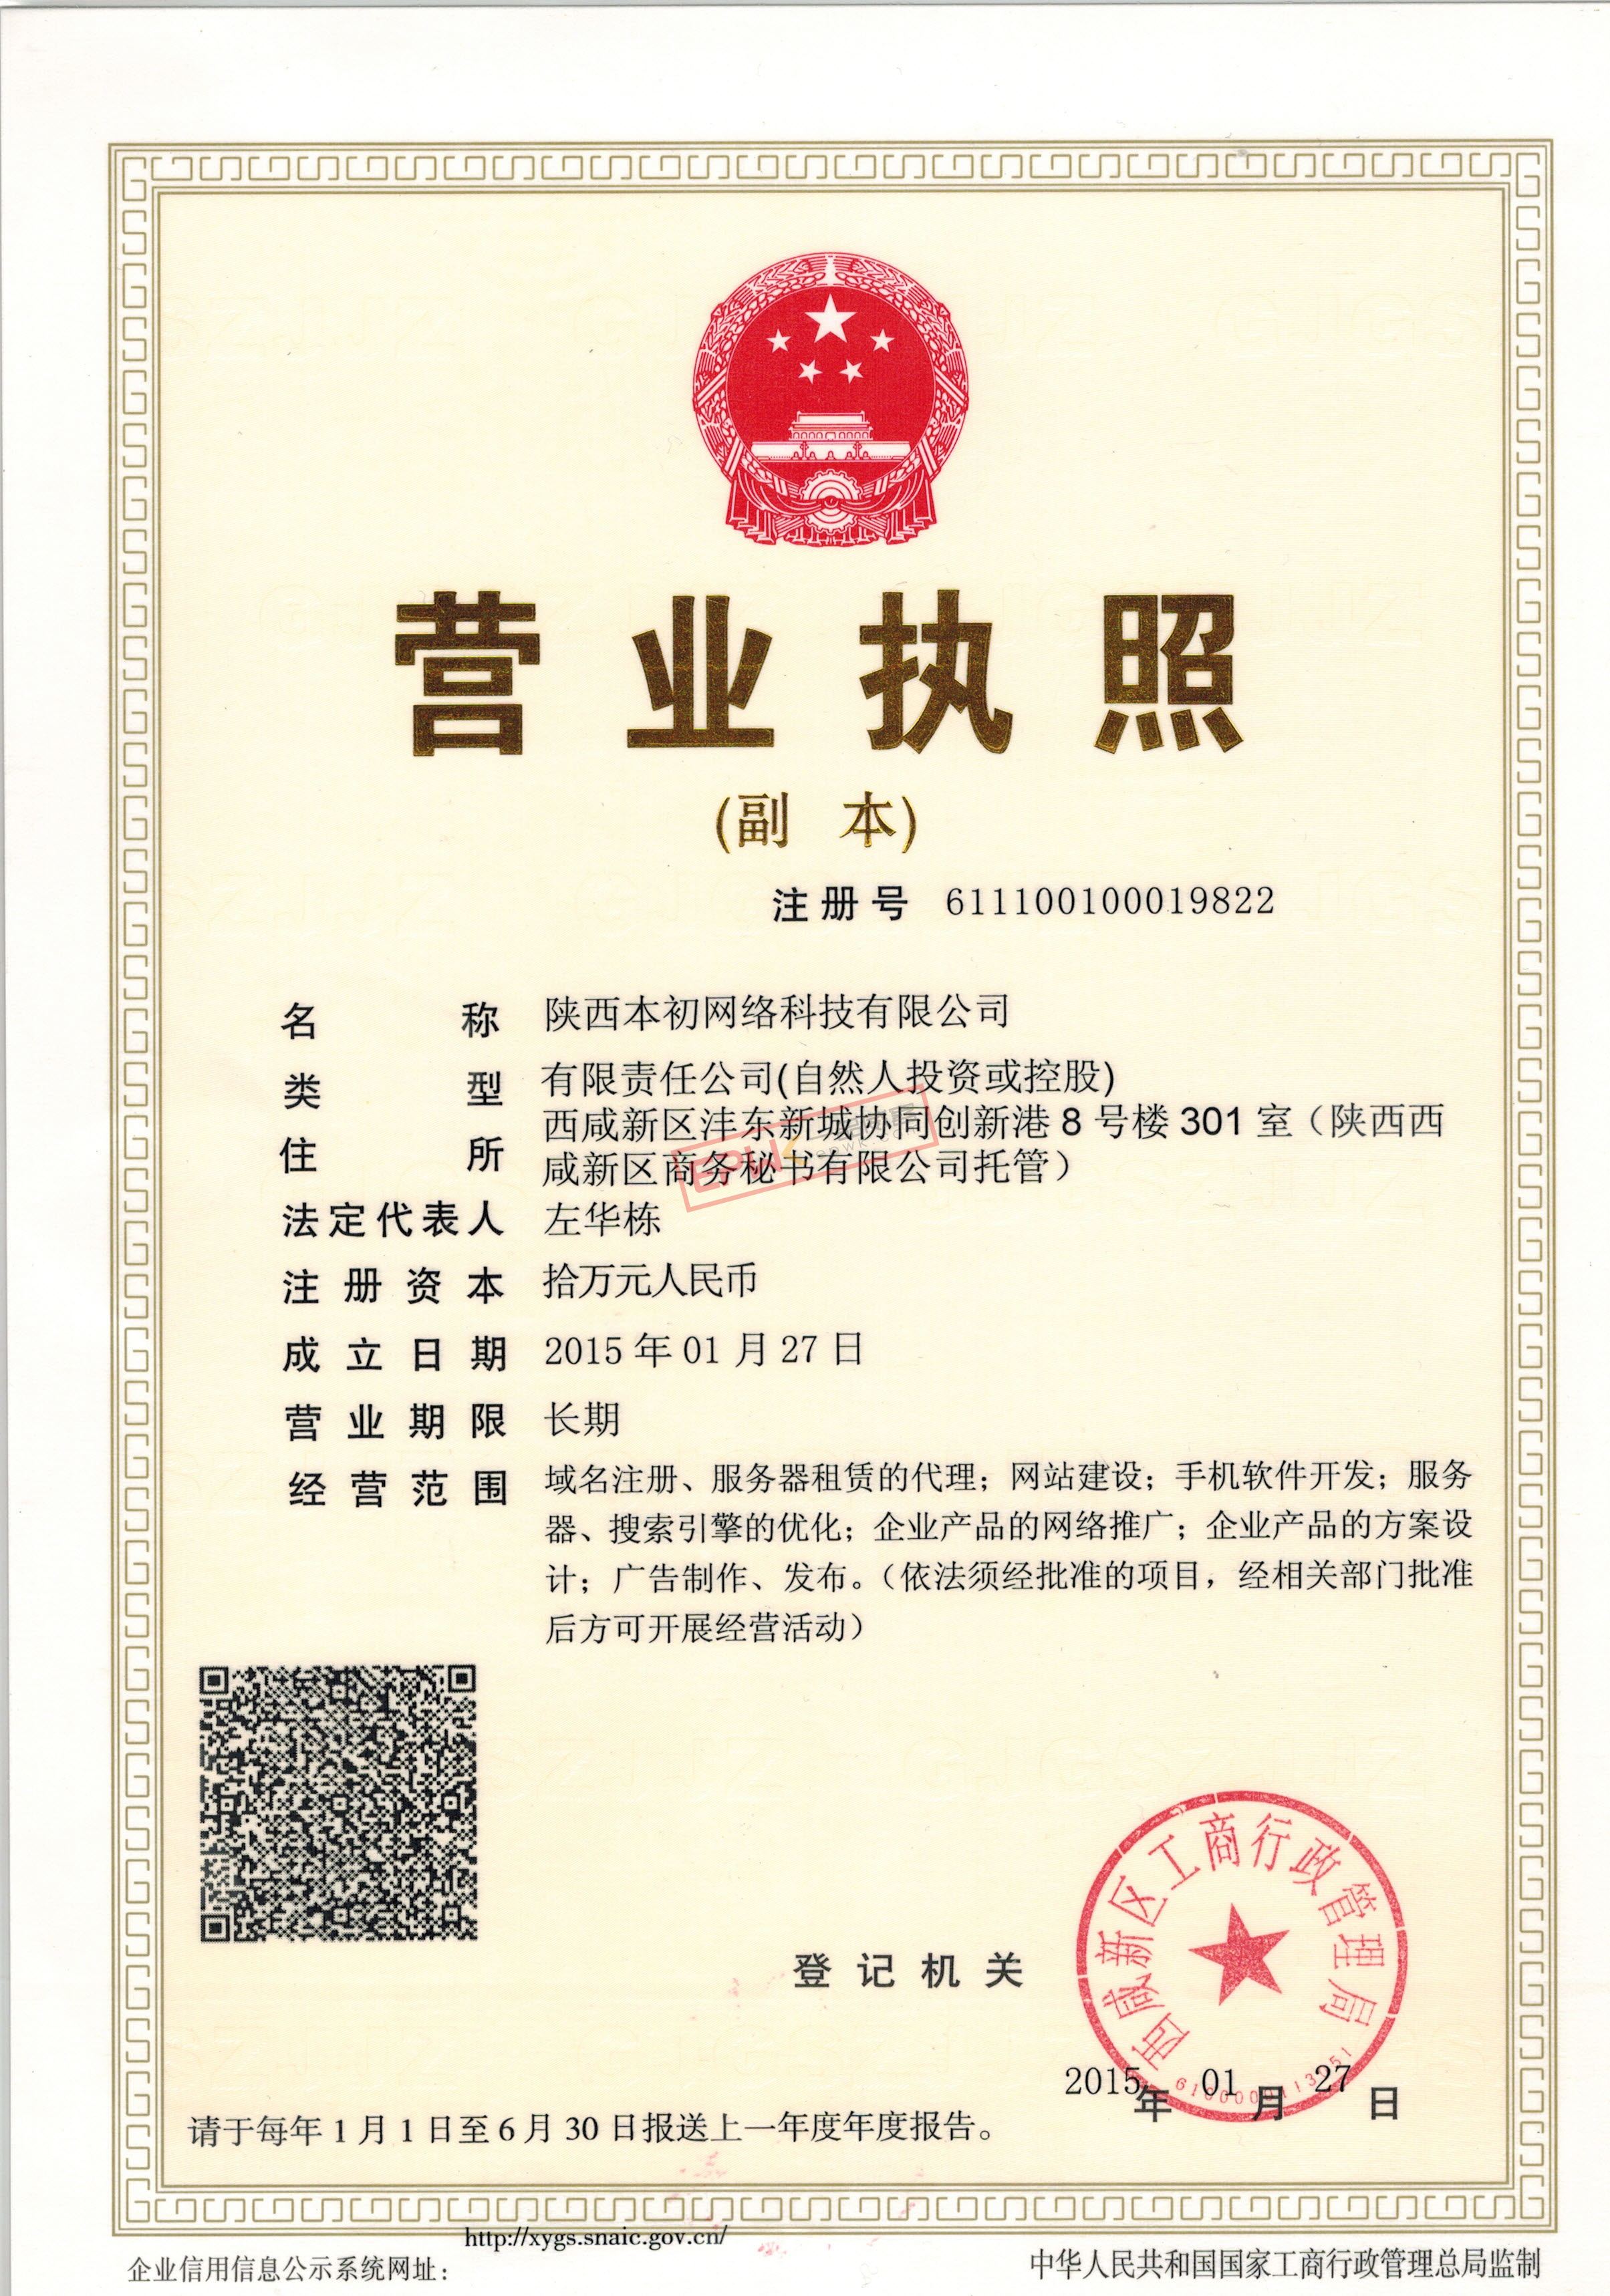 营业执照
(副 本)
注册号 611100100019822
名称 陕西本初网络科技有限公司
类型 有限责任公司(自然人投资或控股)
住所 西咸新区沣东新城协同创新港 8 号楼 301 室（陕西西
咸新区商务秘书有限公司托管）
法定代表人 左华栋
注册资本 拾万元人民币
成立日期 2015 年 01 月 27 日
营业期限 长期
经营范围 域名注册、服务器租赁的代理；网站建设；手机软件开发；服务
器、搜索引擎的优化；企业产品的网络推广；企业产品的方案设
计；广告制作、发布。（依法须经批准的项目，经相关部门批准
后方可开展经营活动）
登记机关
西咸新区工商行政管理局
2015年 01月 27日
请于每年 1 月 1 日至 6 月 30 日报送上一年度年度报告。
http://xygs.snaic.gov.cn/
企业信用信息公示系统网址：
中华人民共和国国家工商行政管理总局监制